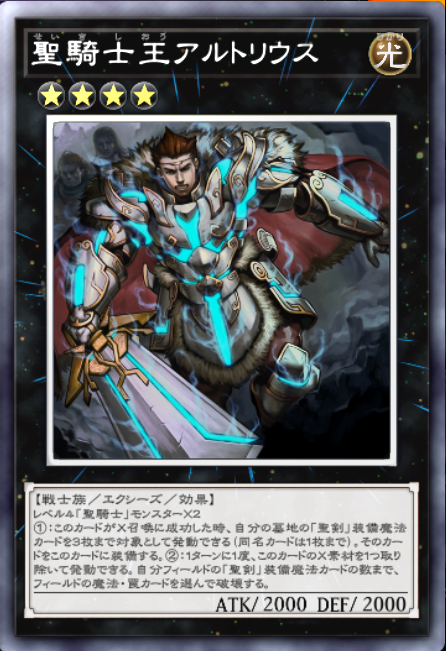 せいきしおう
聖騎士王アルトリウス
ひかり
光
【戦士族／エクシーズ／効果】
レベル4「聖騎士」モンスター×2
①:このカードがX召喚に成功した時、自分の墓地の「聖剣」装備魔法
カードを3枚まで対象として発動できる(同名カードは1枚まで)。そのカー
ドをこのカードに装備する。②:1ターンに1度、このカードのX素材を1つ取り
除いて発動できる。自分フィールドの「聖剣」装備魔法カードの数まで、
フィールドの魔法・罠カードを選んで破壊する。
ATK/ 2000 DEF/ 2000